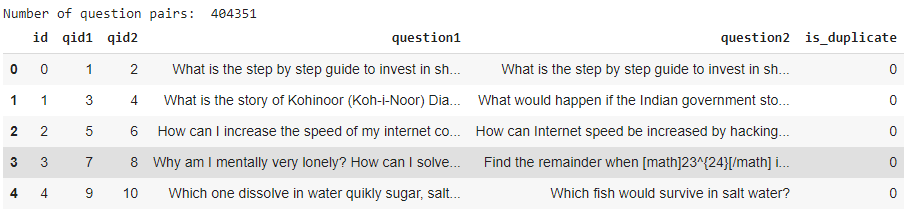 Number of question pairs: 404351
id qid1 qid2 question1 question2 is_duplicate
0 0 1 2 What is the step by step guide to invest in sh... What is the step by step guide to invest in sh... 0
1 1 3 4 What is the story of Kohinoor (Koh-i-Noor) Dia... What would happen if the Indian government sto... 0
2 2 5 6 How can I increase the speed of my internet co... How can Internet speed be increased by hacking... 0
3 3 7 8 Why am I mentally very lonely? How can I solve... Find the remainder when [math]23^{24}[/math] i... 0
4 4 9 10 Which one dissolve in water quikly sugar, salt... Which fish would survive in salt water? 0